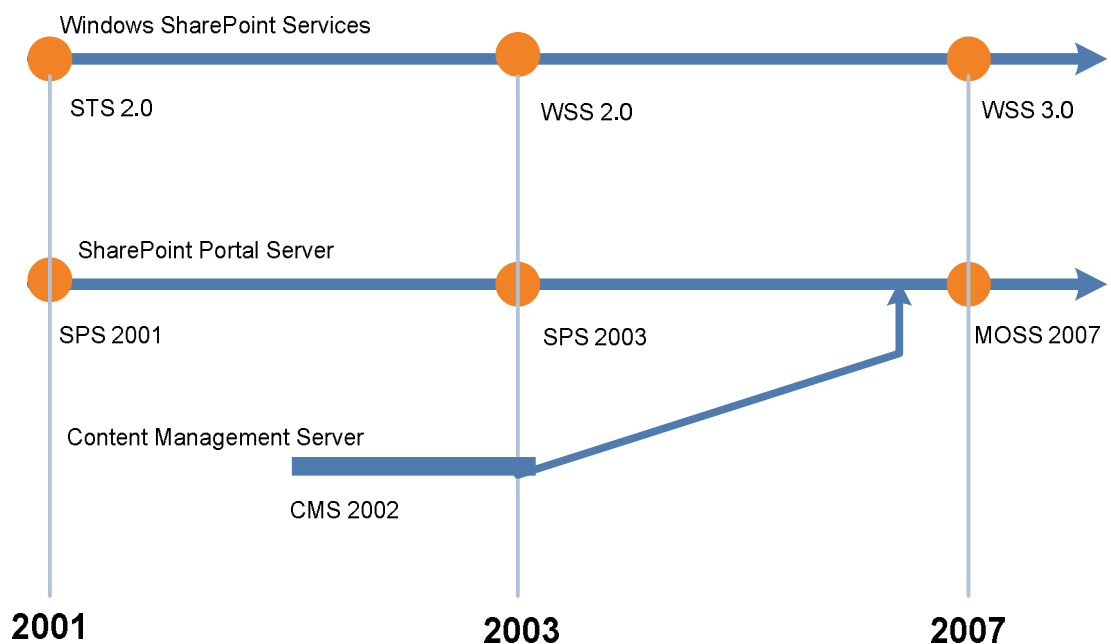 Windows SharePoint Services
STS 2.0
WSS 2.0
WSS 3.0
SharePoint Portal Server
SPS 2001
SPS 2003
MOSS 2007
Content Management Server
CMS 2002
2001
2003
2007